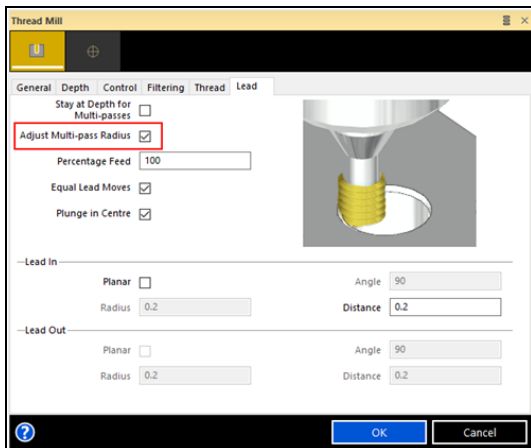 Thread Mill
General Depth Control Filtering Thread Lead
Stay at Depth for
Multi-passes
Adjust Multi-pass Radius
Percentage Feed 100
Equal Lead Moves
Plunge in Centre
Lead In
Planar Angle 90
Radius 0.2 Distance 0.2
Lead Out
Planar Angle 90
Radius 0.2 Distance 0.2
? OK Cancel